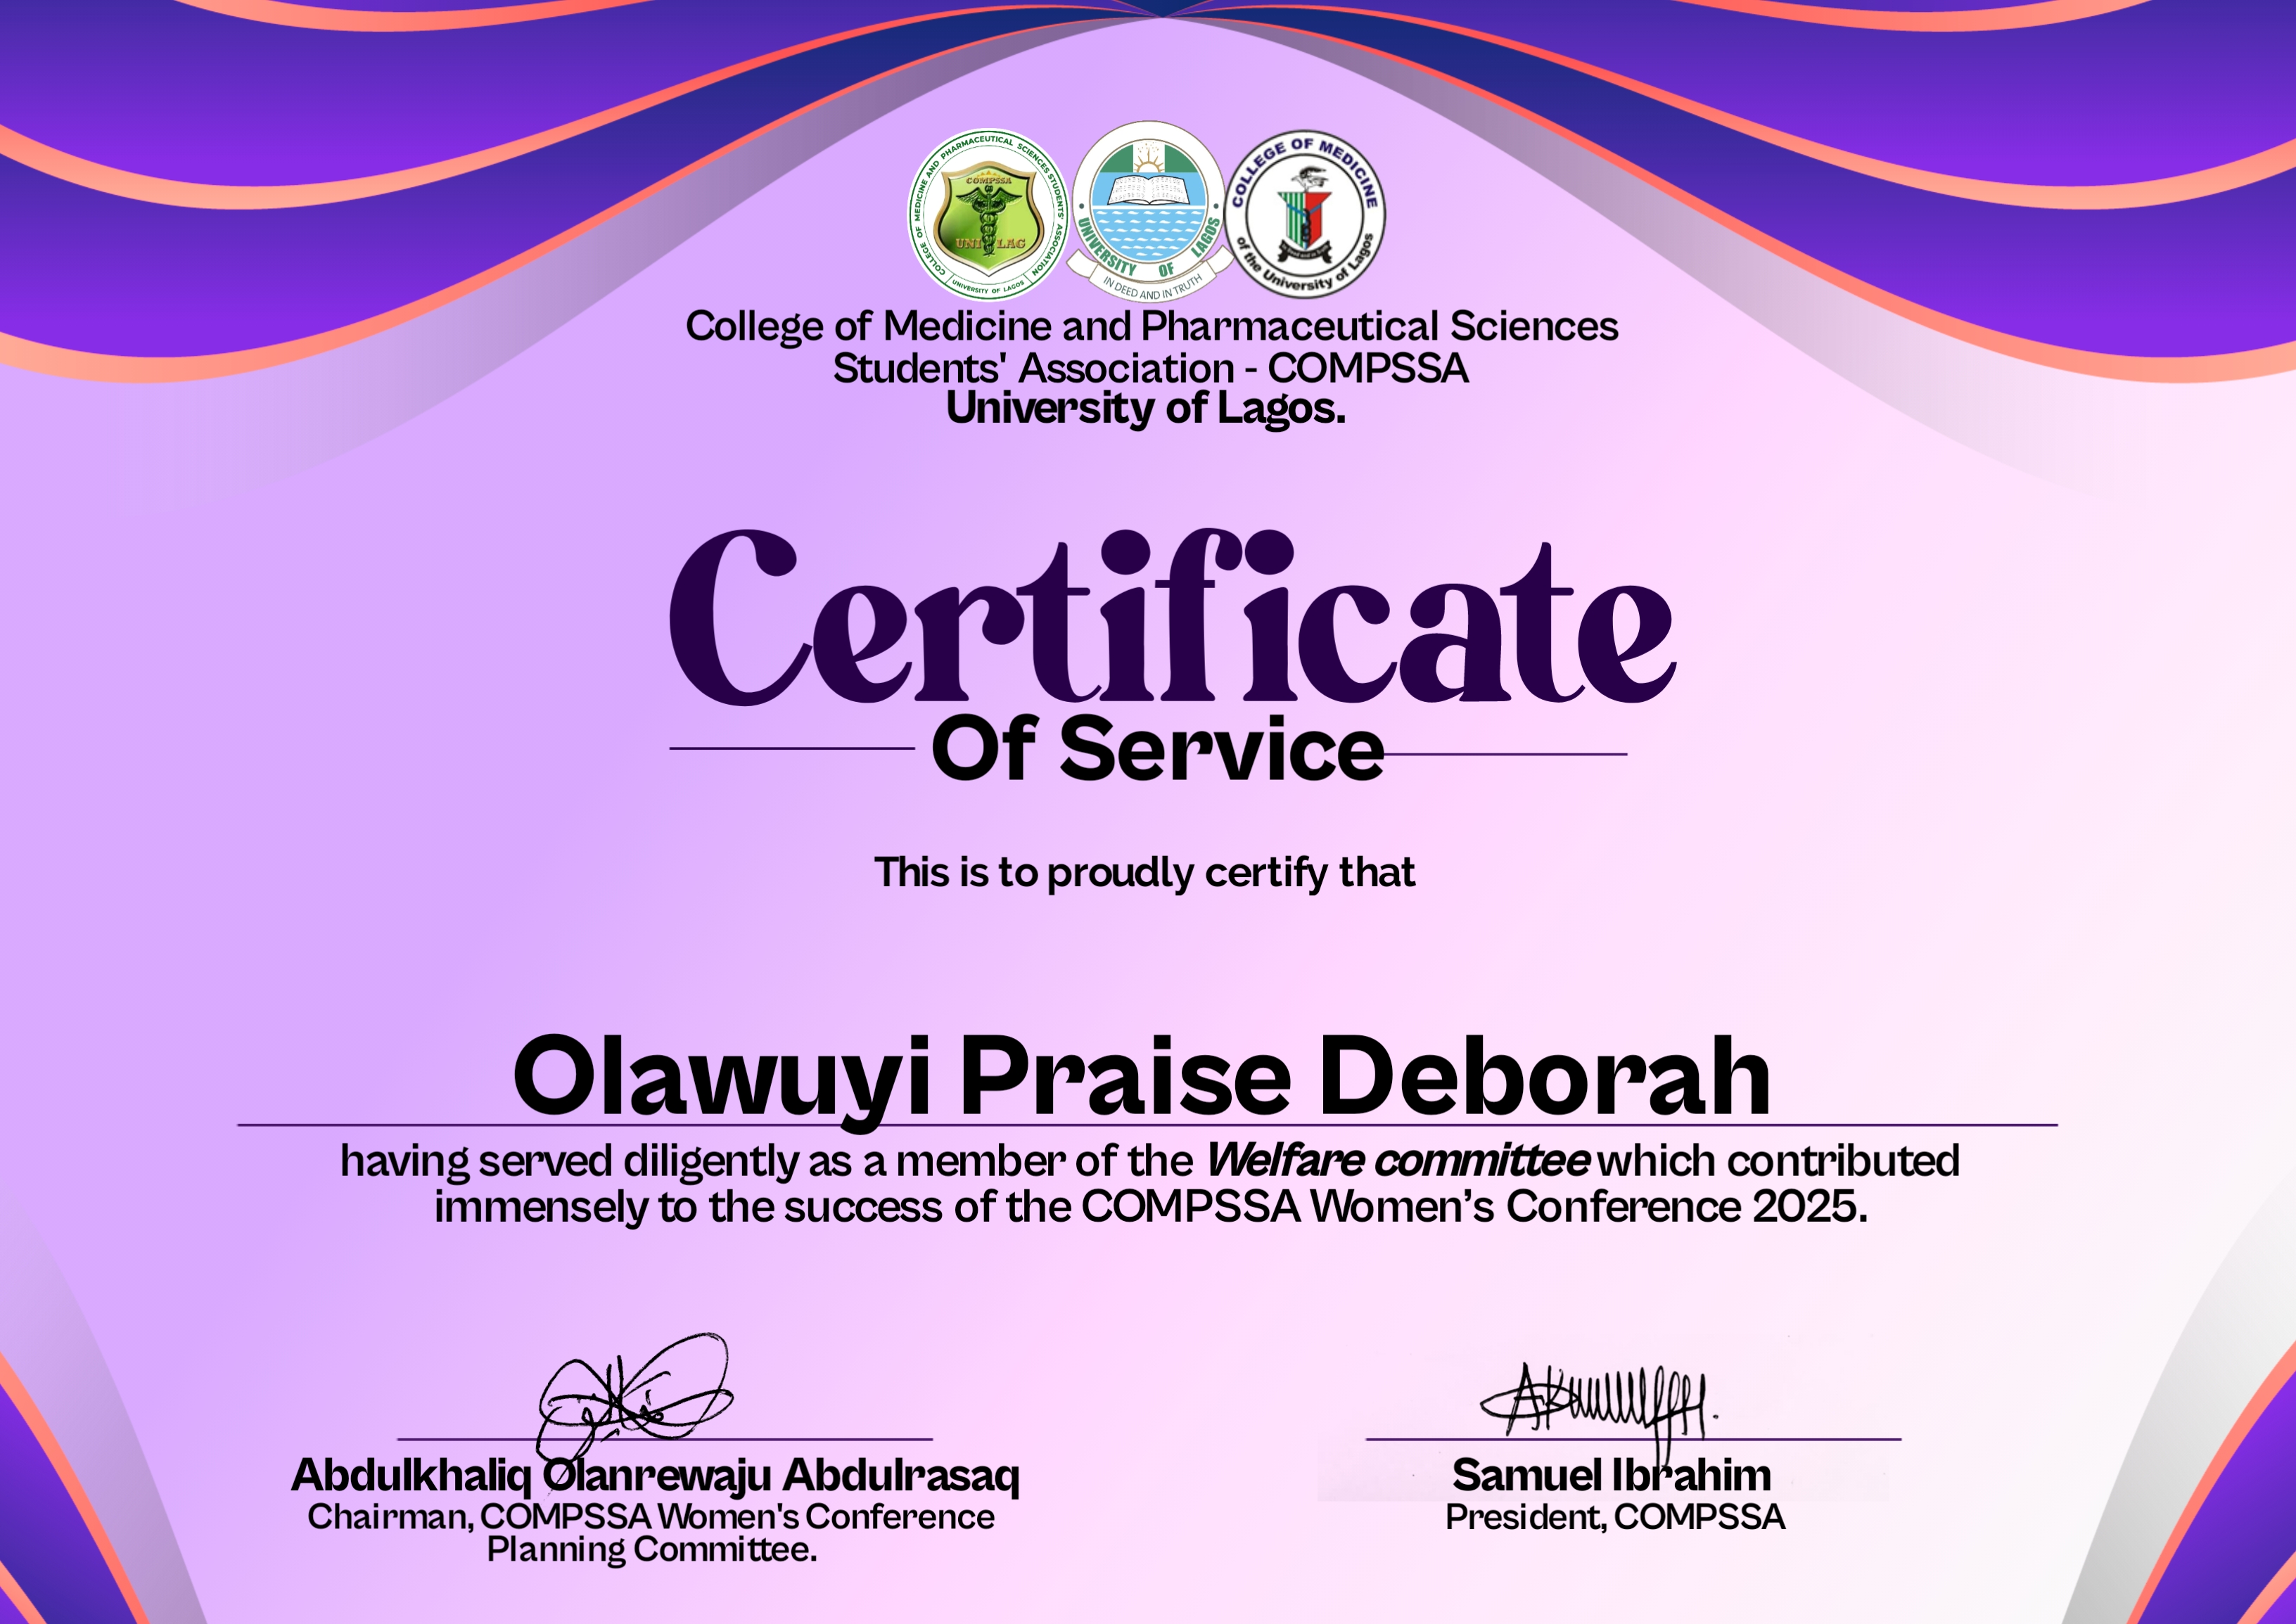 COLLEGE OF MEDICINE AND PHARMACEUTICAL SCIENCES STUDENTS' ASSOCIATION
UNIVERSITY OF LAGOS
COMPSSA
UNILAG
UNIVERSITY OF LAGOS
IN DEED AND IN TRUTH
COLLEGE OF MEDICINE
of the University of Lagos
College of Medicine and Pharmaceutical Sciences
Students' Association - COMPSSA
University of Lagos.
Certificate
Of Service
This is to proudly certify that
Olawuyi Praise Deborah
having served diligently as a member of the Welfare committee which contributed
immensely to the success of the COMPSSA Women’s Conference 2025.
Abdulkhaliq Olanrewaju Abdulrasaq
Chairman, COMPSSA Women's Conference
Planning Committee.
Samuel Ibrahim
President, COMPSSA